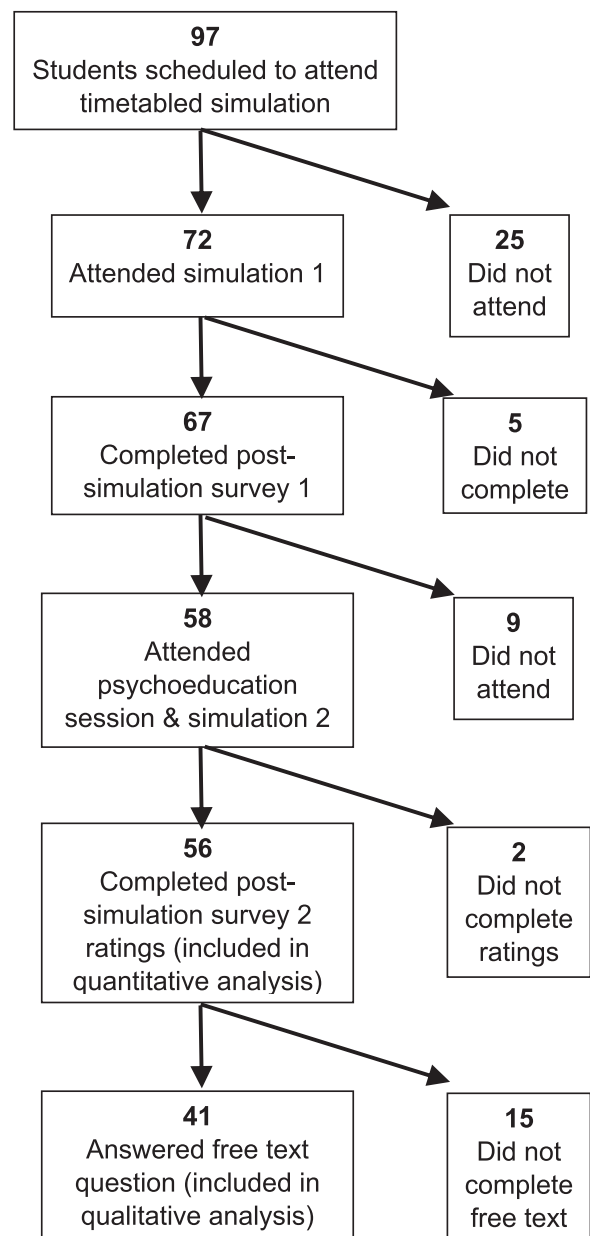 97
Students scheduled to attend
timetabled simulation
72
Attended simulation 1
25
Did not
attend
67
Completed post-
simulation survey 1
5
Did not
complete
58
Attended
psychoeducation
session & simulation 2
9
Did not
attend
56
Completed post-
simulation survey 2
ratings (included in
quantitative analysis)
2
Did not
complete
ratings
41
Answered free text
question (included in
qualitative analysis)
15
Did not
complete
free text